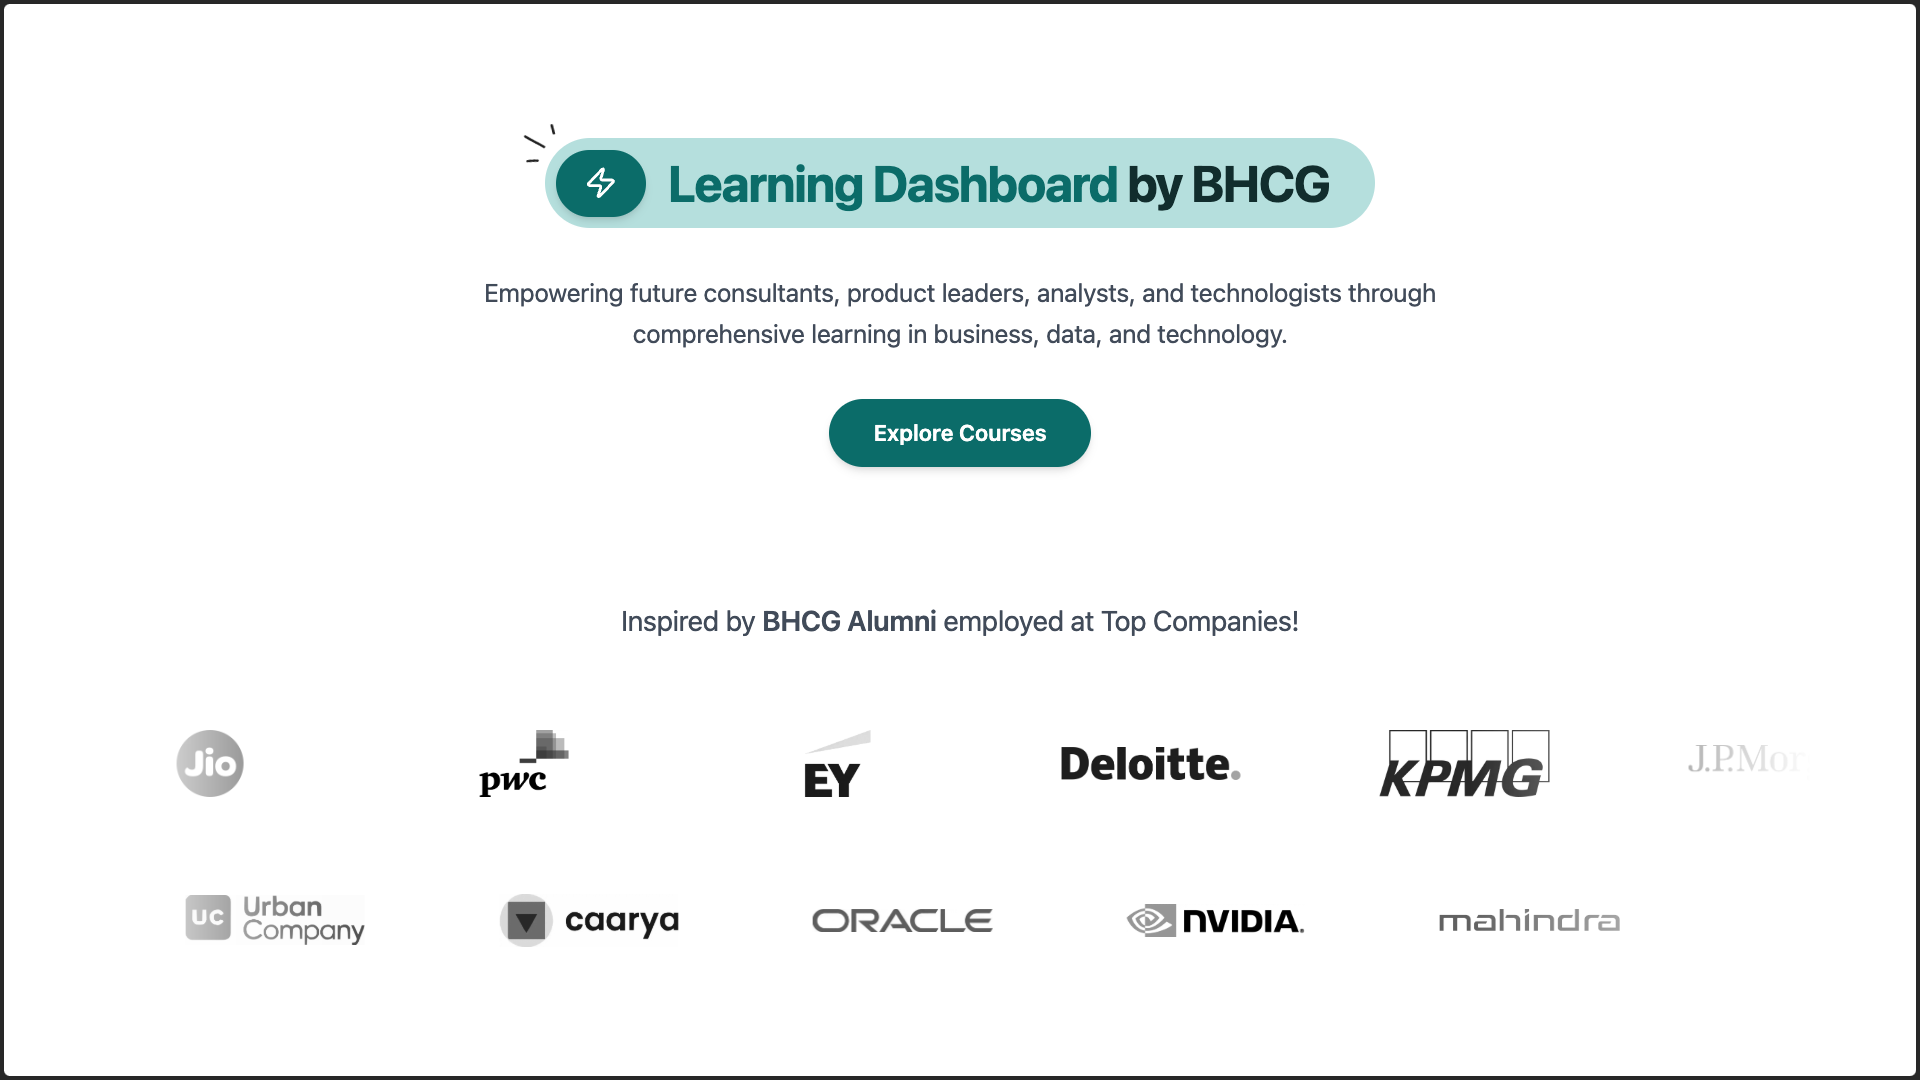 Learning Dashboard by BHCG
Empowering future consultants, product leaders, analysts, and technologists through
comprehensive learning in business, data, and technology.
Explore Courses
Inspired by BHCG Alumni employed at Top Companies!
Jio
pwc
EY
Deloitte.
KPMG
J.P.Mor
UC Urban
Company
caarya
ORACLE
NVIDIA.
mahindra